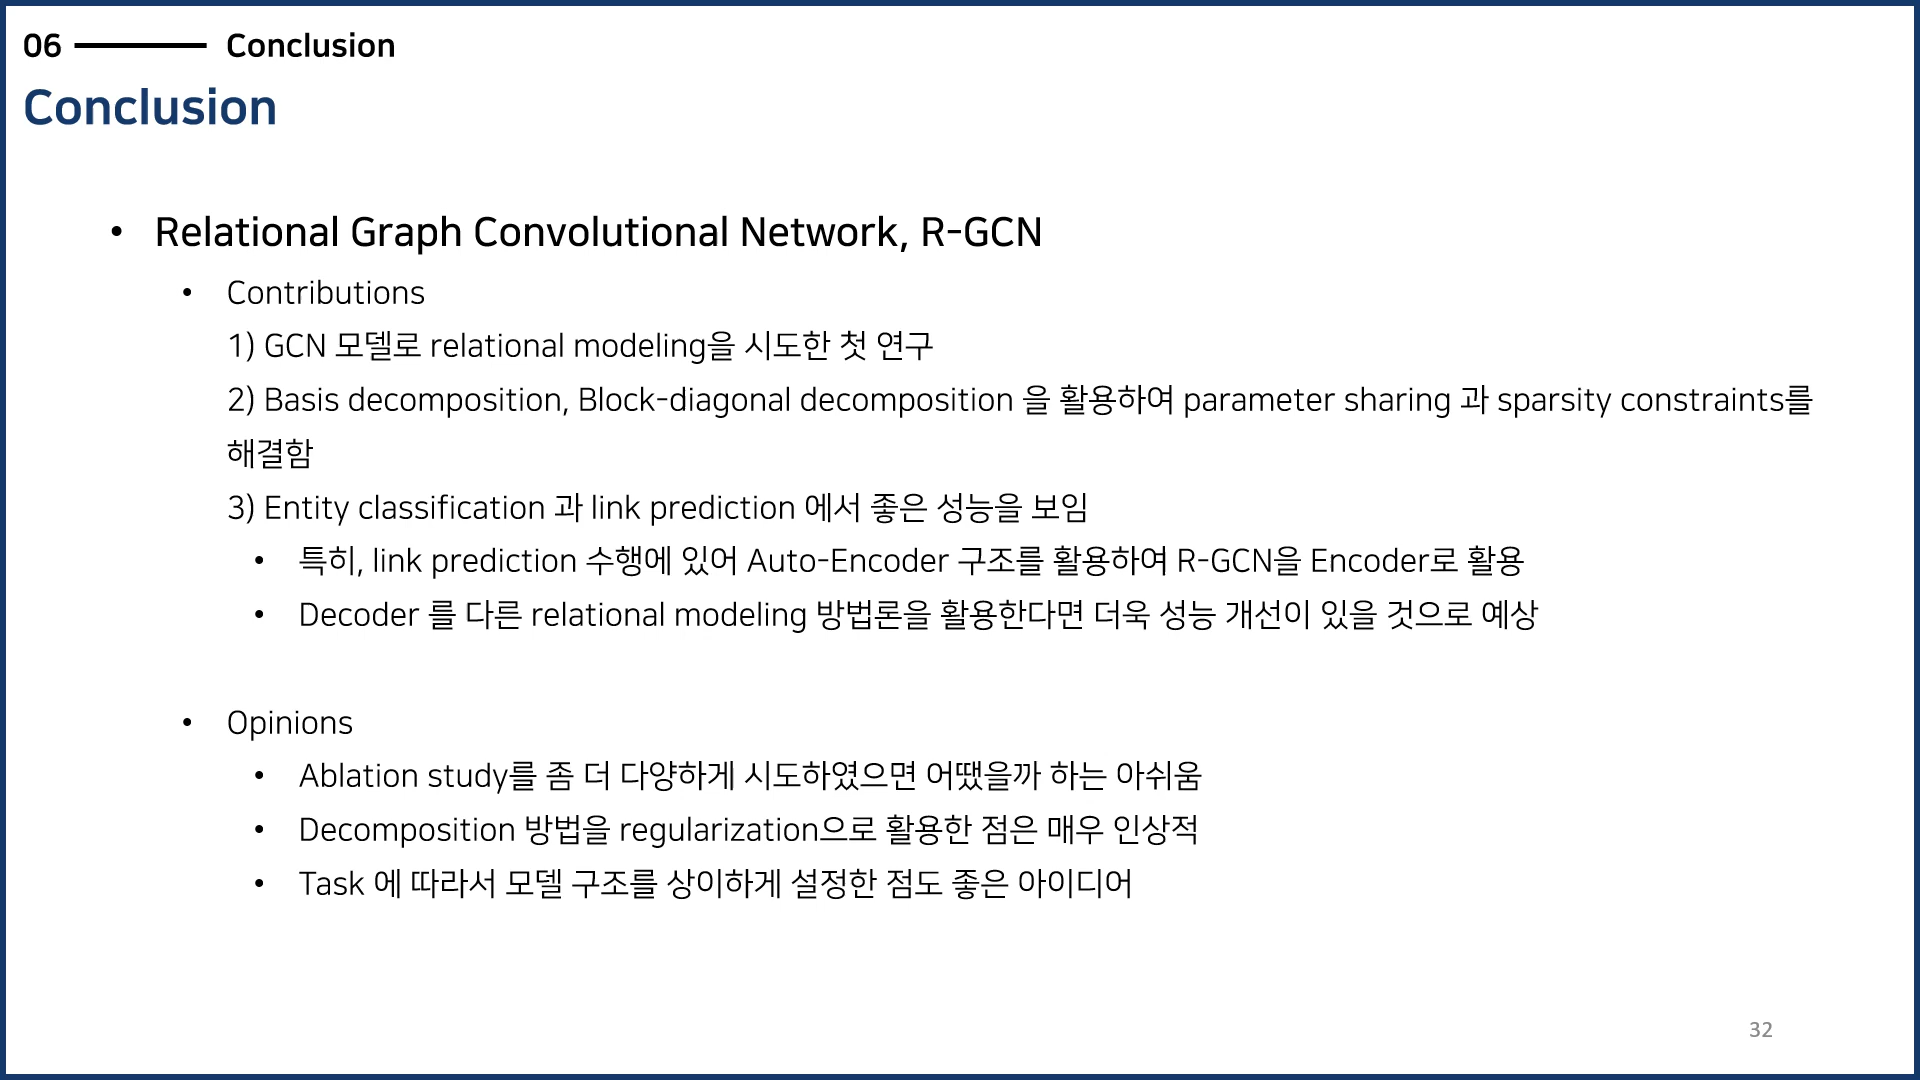 06 Conclusion
Conclusion
• Relational Graph Convolutional Network, R-GCN
• Contributions
1) GCN 모델로 relational modeling을 시도한 첫 연구
2) Basis decomposition, Block-diagonal decomposition 을 활용하여 parameter sharing 과 sparsity constraints를
해결함
3) Entity classification 과 link prediction 에서 좋은 성능을 보임
• 특히, link prediction 수행에 있어 Auto-Encoder 구조를 활용하여 R-GCN을 Encoder로 활용
• Decoder 를 다른 relational modeling 방법론을 활용한다면 더욱 성능 개선이 있을 것으로 예상
• Opinions
• Ablation study를 좀 더 다양하게 시도하였으면 어땠을까 하는 아쉬움
• Decomposition 방법을 regularization으로 활용한 점은 매우 인상적
• Task 에 따라서 모델 구조를 상이하게 설정한 점도 좋은 아이디어
32